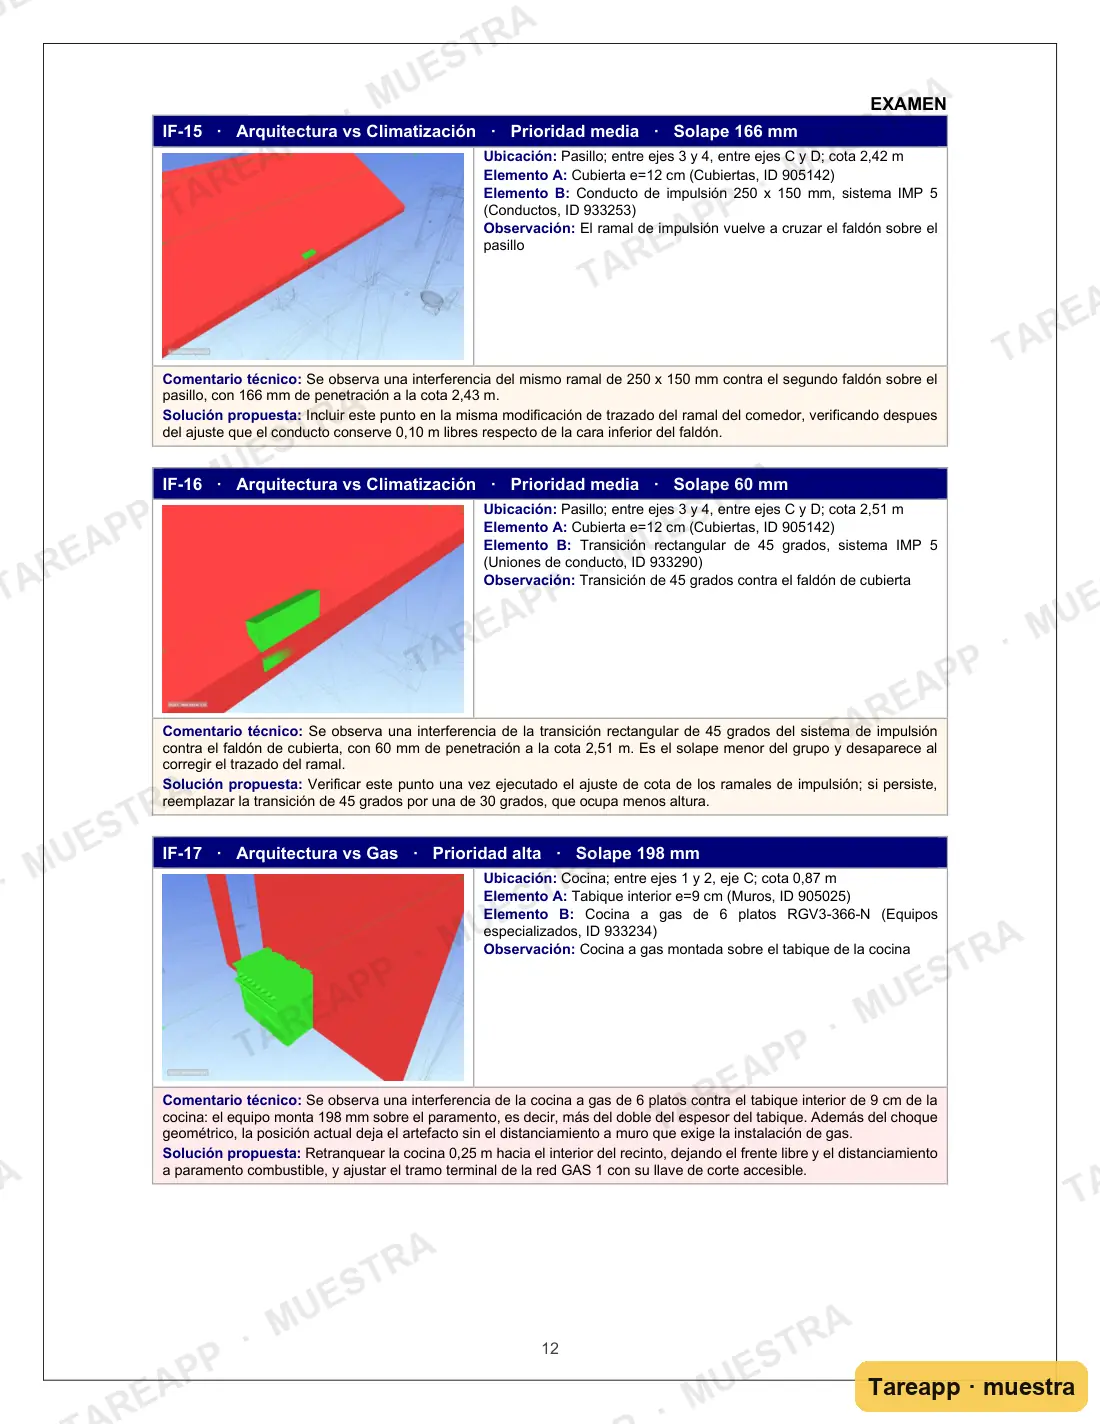 EXAMEN
IF-15 · Arquitectura vs Climatización · Prioridad media · Solape 166 mm
Ubicación: Pasillo; entre ejes 3 y 4, entre ejes C y D; cota 2,42 m
Elemento A: Cubierta e=12 cm (Cubiertas, ID 905142)
Elemento B: Conducto de impulsión 250 x 150 mm, sistema IMP 5
(Conductos, ID 933253)
Observación: El ramal de impulsión vuelve a cruzar el faldón sobre el
pasillo
Comentario técnico: Se observa una interferencia del mismo ramal de 250 x 150 mm contra el segundo faldón sobre el
pasillo, con 166 mm de penetración a la cota 2,43 m.
Solución propuesta: Incluir este punto en la misma modificación de trazado del ramal del comedor, verificando despues
del ajuste que el conducto conserve 0,10 m libres respecto de la cara inferior del faldón.
IF-16 · Arquitectura vs Climatización · Prioridad media · Solape 60 mm
Ubicación: Pasillo; entre ejes 3 y 4, entre ejes C y D; cota 2,51 m
Elemento A: Cubierta e=12 cm (Cubiertas, ID 905142)
Elemento B: Transición rectangular de 45 grados, sistema IMP 5
(Uniones de conducto, ID 933290)
Observación: Transición de 45 grados contra el faldón de cubierta
Comentario técnico: Se observa una interferencia de la transición rectangular de 45 grados del sistema de impulsión
contra el faldón de cubierta, con 60 mm de penetración a la cota 2,51 m. Es el solape menor del grupo y desaparece al
corregir el trazado del ramal.
Solución propuesta: Verificar este punto una vez ejecutado el ajuste de cota de los ramales de impulsión; si persiste,
reemplazar la transición de 45 grados por una de 30 grados, que ocupa menos altura.
IF-17 · Arquitectura vs Gas · Prioridad alta · Solape 198 mm
Ubicación: Cocina; entre ejes 1 y 2, eje C; cota 0,87 m
Elemento A: Tabique interior e=9 cm (Muros, ID 905025)
Elemento B: Cocina a gas de 6 platos RGV3-366-N (Equipos
especializados, ID 933234)
Observación: Cocina a gas montada sobre el tabique de la cocina
Comentario técnico: Se observa una interferencia de la cocina a gas de 6 platos contra el tabique interior de 9 cm de la
cocina: el equipo monta 198 mm sobre el paramento, es decir, más del doble del espesor del tabique. Además del choque
geométrico, la posición actual deja el artefacto sin el distanciamiento a muro que exige la instalación de gas.
Solución propuesta: Retranquear la cocina 0,25 m hacia el interior del recinto, dejando el frente libre y el distanciamiento
a paramento combustible, y ajustar el tramo terminal de la red GAS 1 con su llave de corte accesible.
12
Tareapp · muestra
TAREAPP · MUESTRA